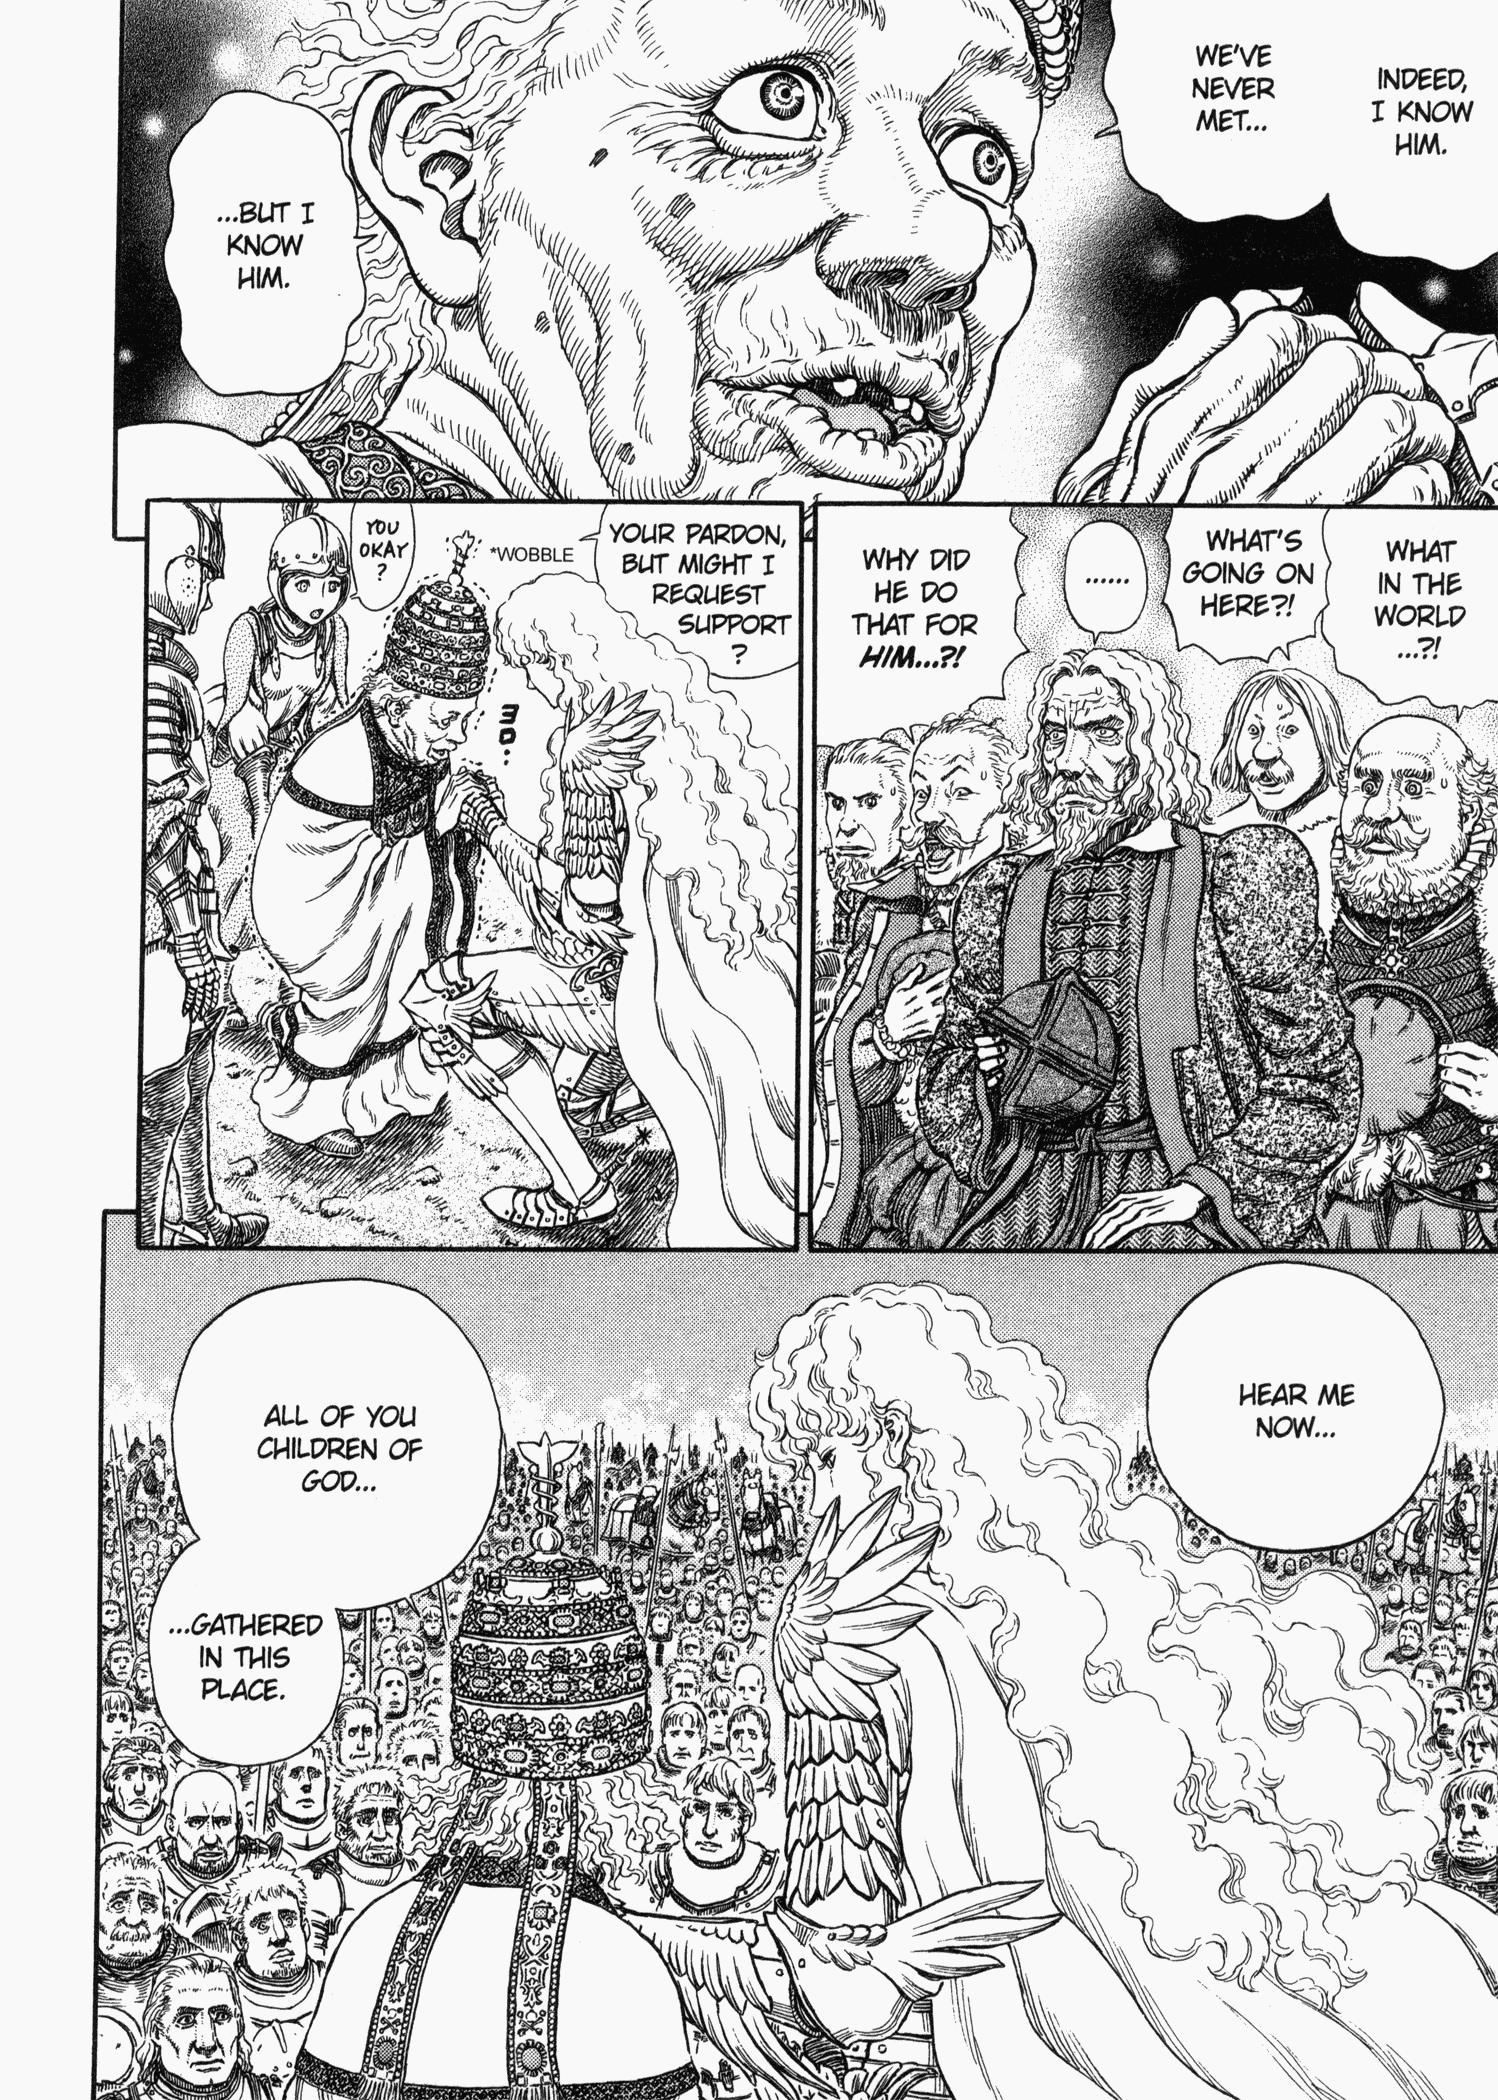 INDEED,
I KNOW
HIM.
WE'VE
NEVER
MET...
...BUT I
KNOW
HIM.
WHAT
IN THE
WORLD
...?!
WHAT'S
GOING ON
HERE?!
......
WHY DID
HE DO
THAT FOR
HIM...?!
YOUR PARDON,
BUT MIGHT I
REQUEST
SUPPORT
?
*WOBBLE
ヨロ..
YOU
OKAY
?
HEAR ME
NOW...
ALL OF YOU
CHILDREN OF
GOD...
...GATHERED
IN THIS
PLACE.